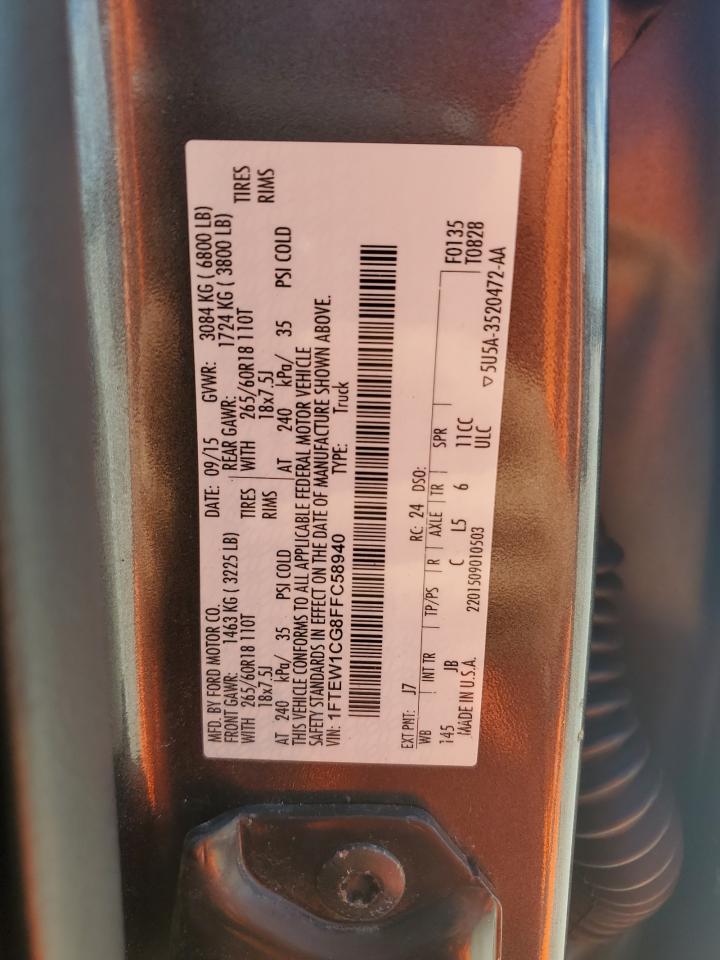 MFD. BY FORD MOTOR CO. DATE: 09/15 GVWR: 3084 KG ( 6800 LB)
FRONT GAWR: 1463 KG ( 3225 LB) REAR GAWR: 1724 KG ( 3800 LB)
WITH 265/60R18 110T TIRES WITH 265/60R18 110T TIRES
18x7.5J RIMS 18x7.5J RIMS
AT 240 kPa/ 35 PSI COLD AT 240 kPa/ 35 PSI COLD
THIS VEHICLE CONFORMS TO ALL APPLICABLE FEDERAL MOTOR VEHICLE
SAFETY STANDARDS IN EFFECT ON THE DATE OF MANUFACTURE SHOWN ABOVE.
VIN: 1FTEW1CG8FFC58940 TYPE: Truck
EXT PNT: J7 RC: 24 DSO: F0135
WB INT TR TP/PS R AXLE TR SPR T0828
145 JB C L5 6 11CC
ULC
MADE IN U.S.A. 2201509010503 ▽5U5A-3520472-AA